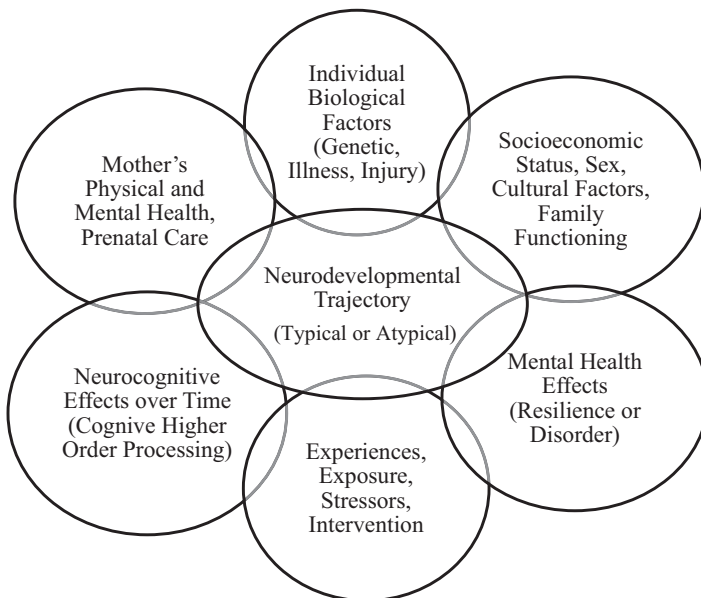 Individual
Biological
Factors
(Genetic,
Illness, Injury)
Mother's
Physical and
Mental Health,
Prenatal Care
Socioeconomic
Status, Sex,
Cultural Factors,
Family
Functioning
Neurodevelopmental
Trajectory
(Typical or Atypical)
Neurocognitive
Effects over Time
(Cognive Higher
Order Processing)
Mental Health
Effects
(Resilience or
Disorder)
Experiences,
Exposure,
Stressors,
Intervention